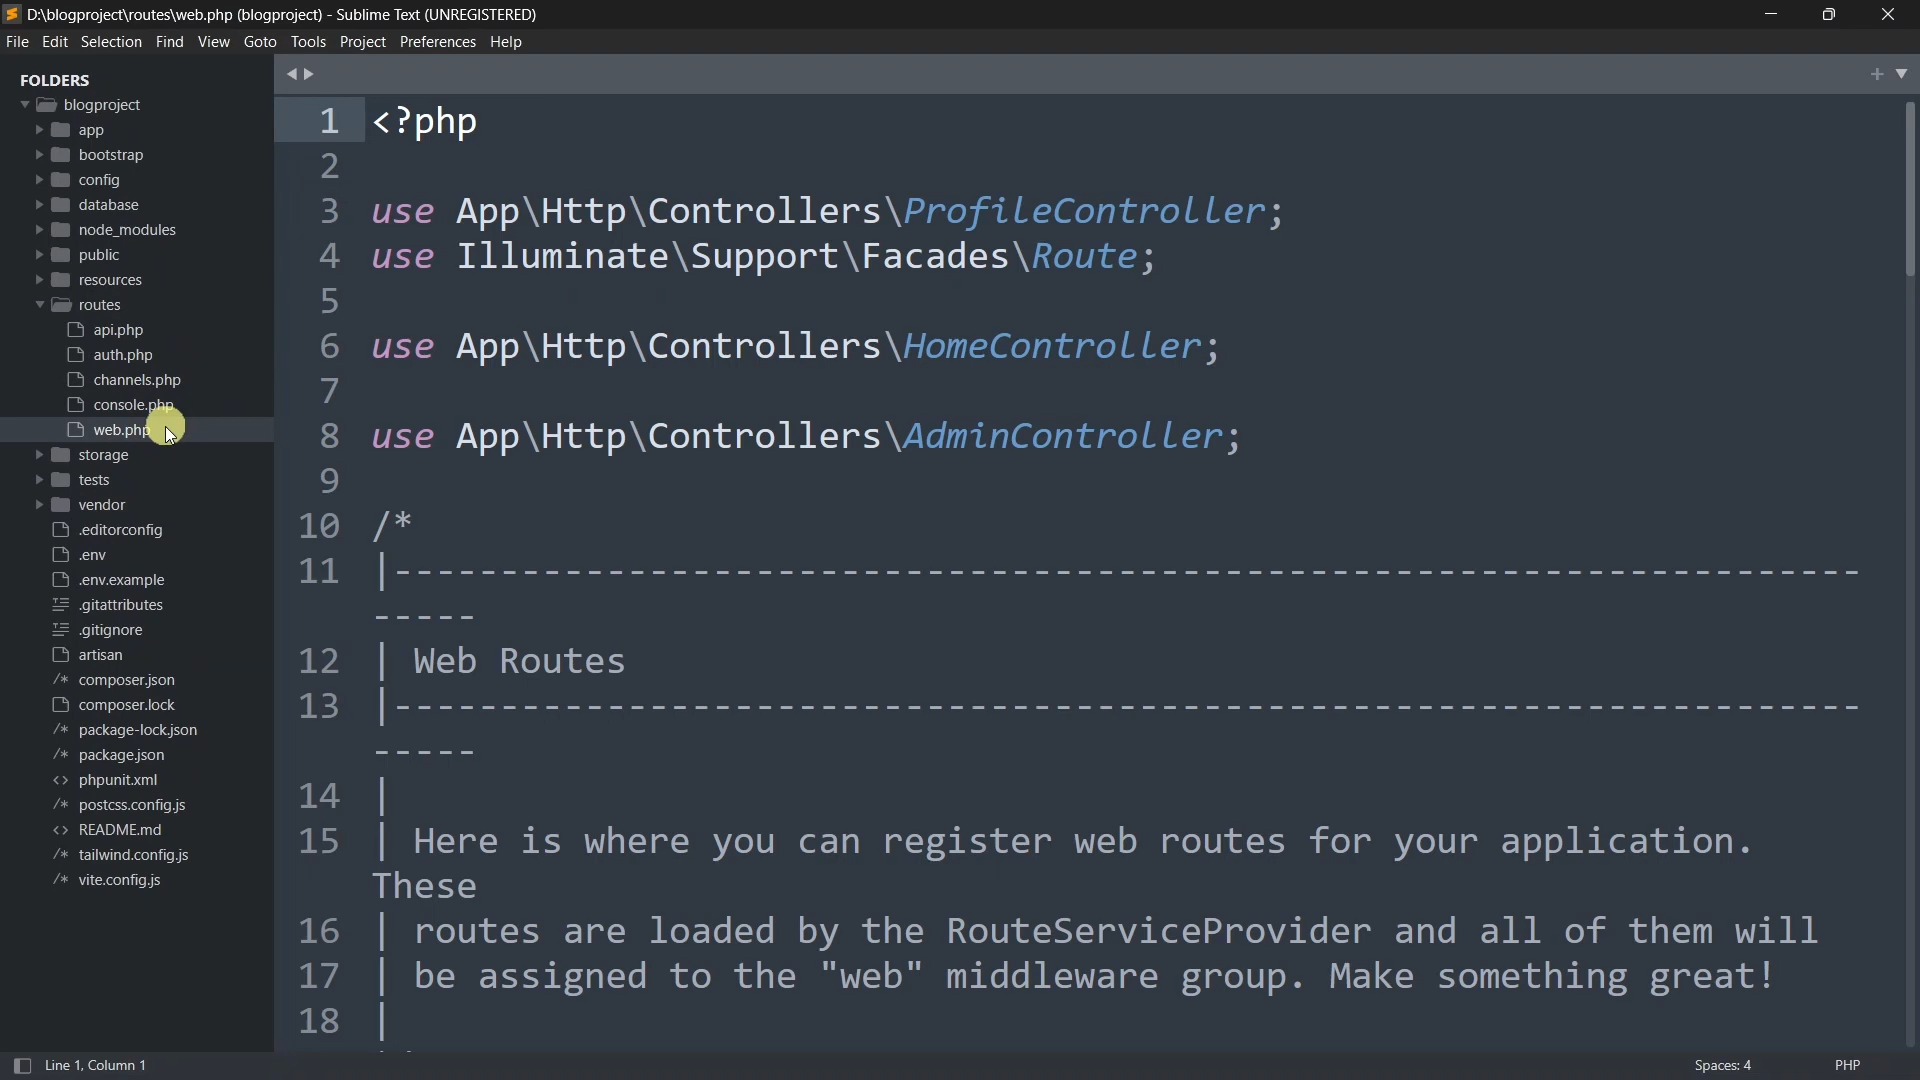 D:\blogproject\routes\web.php (blogproject) - Sublime Text (UNREGISTERED)
File Edit Selection Find View Goto Tools Project Preferences Help
FOLDERS
blogproject
app
bootstrap
config
database
node_modules
public
resources
routes
api.php
auth.php
channels.php
console.php
web.php
storage
tests
vendor
.editorconfig
.env
.env.example
.gitattributes
.gitignore
artisan
/* composer.json
composer.lock
/* package-lock.json
/* package.json
<> phpunit.xml
/* postcss.config.js
<> README.md
/* tailwind.config.js
/* vite.config.js
1 <?php
2
3 use App\Http\Controllers\ProfileController;
4 use Illuminate\Support\Facades\Route;
5
6 use App\Http\Controllers\HomeController;
7
8 use App\Http\Controllers\AdminController;
9
10 /*
11 |---------------------------------------------------------------------
-----
12 | Web Routes
13 |---------------------------------------------------------------------
-----
14 |
15 | Here is where you can register web routes for your application.
These
16 | routes are loaded by the RouteServiceProvider and all of them will
17 | be assigned to the "web" middleware group. Make something great!
18 |
Line 1, Column 1
Spaces: 4
PHP